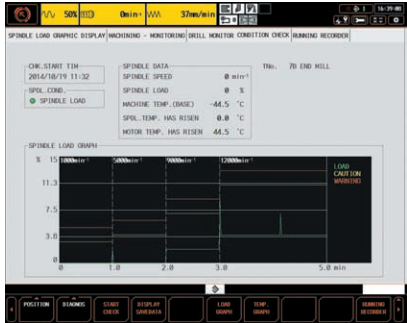 50% 0min-1 37mm/min 16:39:08
SPINDLE LOAD GRAPHIC DISPLAY MACHINING - MONITORING DRILL MONITOR CONDITION CHECK RUNNING RECORDER
CHK.START TIM
2014/10/19 11:32
SPDL.COND.
SPINDLE LOAD
SPINDLE DATA
SPINDLE SPEED 0 min-1
SPINDLE LOAD 0 %
MACHINE TEMP.(BASE) -44.5 °C
SPDL.TEMP. HAS RISEN 0.0 °C
MOTOR TEMP. HAS RISEN 44.5 °C
TNo. 7D END MILL
SPINDLE LOAD GRAPH
% 15 1000min-1 5000min-1 9000min-1 12000min-1
LOAD
CAUTION
WARNING
11.3
7.5
3.8
0
0 1.0 2.0 3.0 5.0 min
POSITION DIAGNOS START CHECK DISPLAY SAVEDATA LOAD GRAPH TEMP. GRAPH RUNNING RECORDER